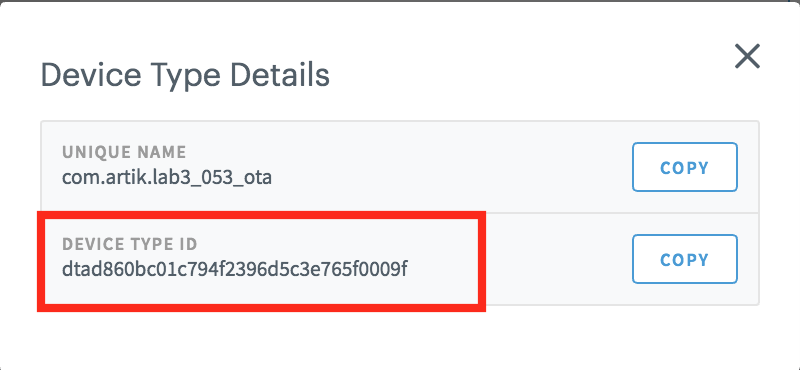 Device Type Details
UNIQUE NAME
com.artik.lab3_053_ota
COPY
DEVICE TYPE ID
dtad860bc01c794f2396d5c3e765f0009f
COPY